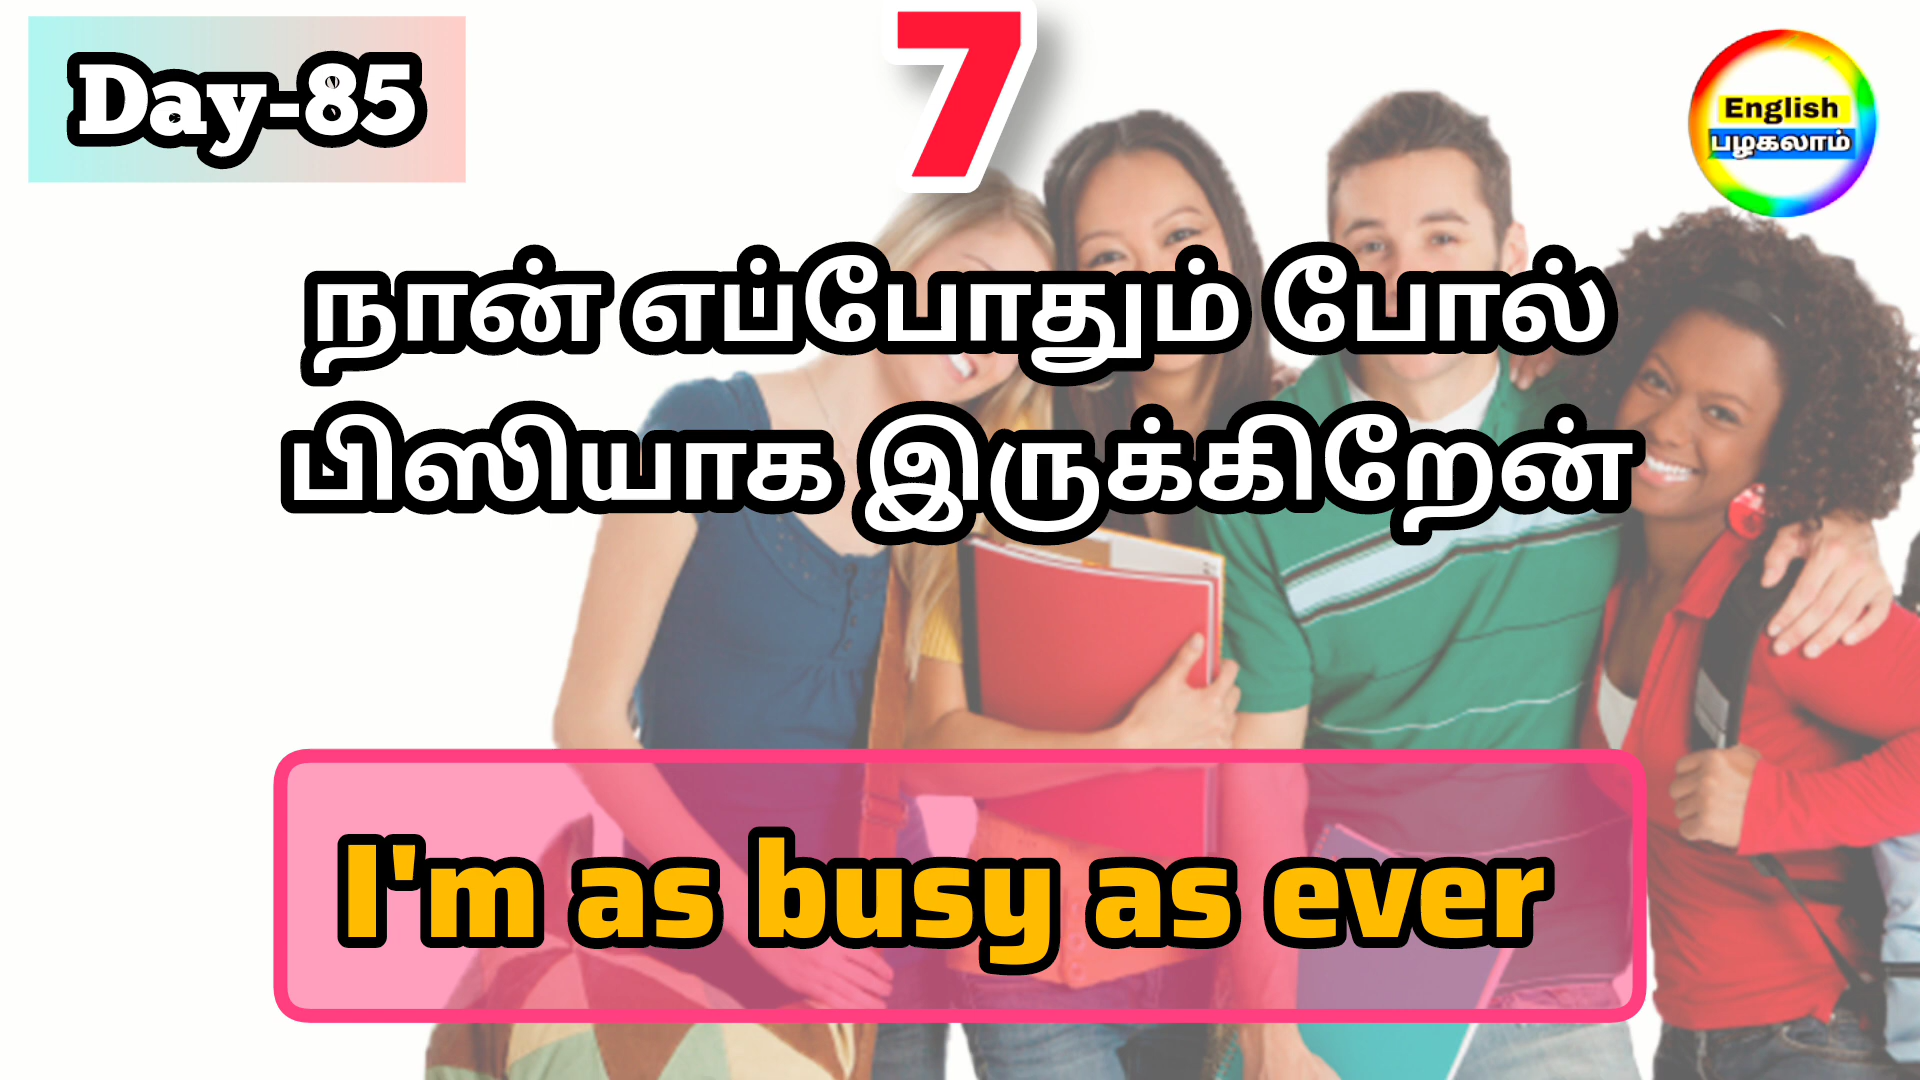 Day-85
7
English
பழகலாம்
நான் எப்போதும் போல்
பிஸியாக இருக்கிறேன்
I'm as busy as ever